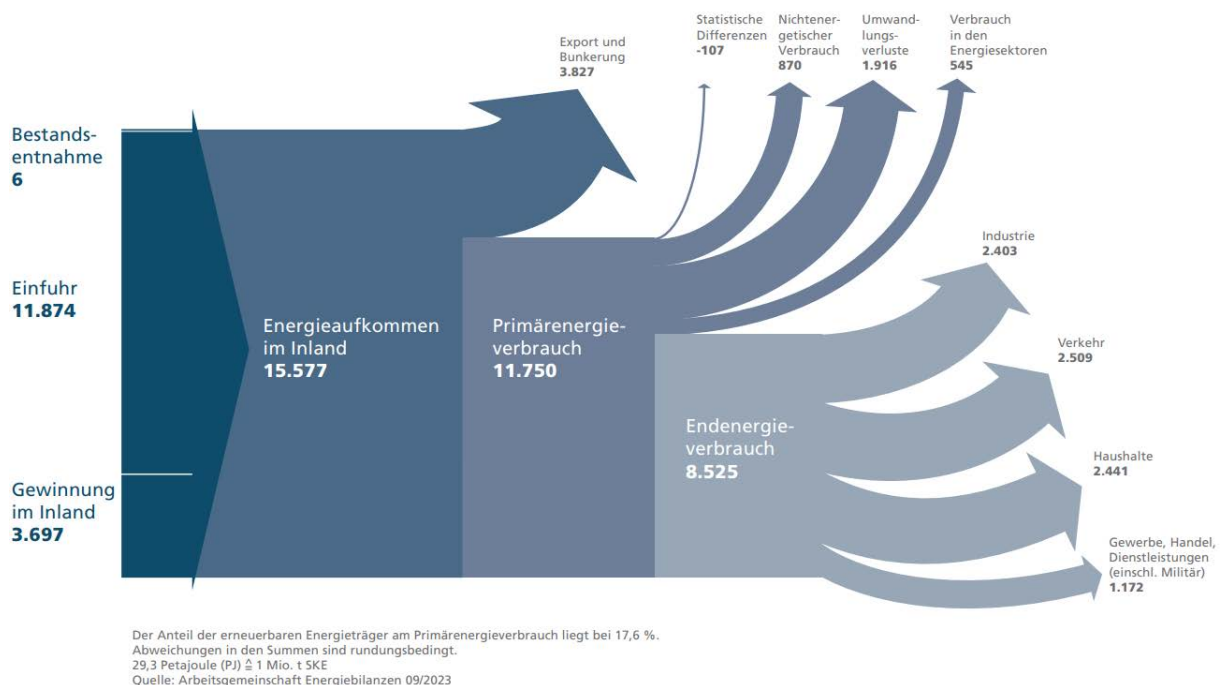 Statistische
Differenzen
-107
Nichtener-
getischer
Verbrauch
870
Umwand-
lungs-
verluste
1.916
Verbrauch
in den
Energiesektoren
545
Export und
Bunkerung
3.827
Bestands-
entnahme
6
Einfuhr
11.874
Gewinnung
im Inland
3.697
Energieaufkommen
im Inland
15.577
Primärenergie-
verbrauch
11.750
Endenergie-
verbrauch
8.525
Industrie
2.403
Verkehr
2.509
Haushalte
2.441
Gewerbe, Handel,
Dienstleistungen
(einschl. Militär)
1.172
Der Anteil der erneuerbaren Energieträger am Primärenergieverbrauch liegt bei 17,6 %.
Abweichungen in den Summen sind rundungsbedingt.
29,3 Petajoule (PJ) ≙ 1 Mio. t SKE
Quelle: Arbeitsgemeinschaft Energiebilanzen 09/2023